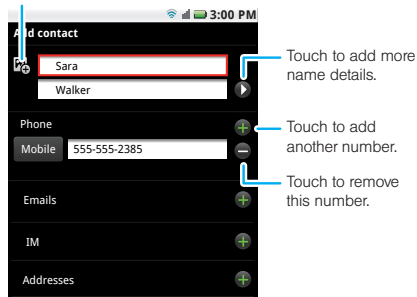 3:00 PM
Add contact
Sara
Walker
Touch to add more
name details.
Phone
Touch to add
another number.
Mobile 555-555-2385
Touch to remove
this number.
Emails
IM
Addresses